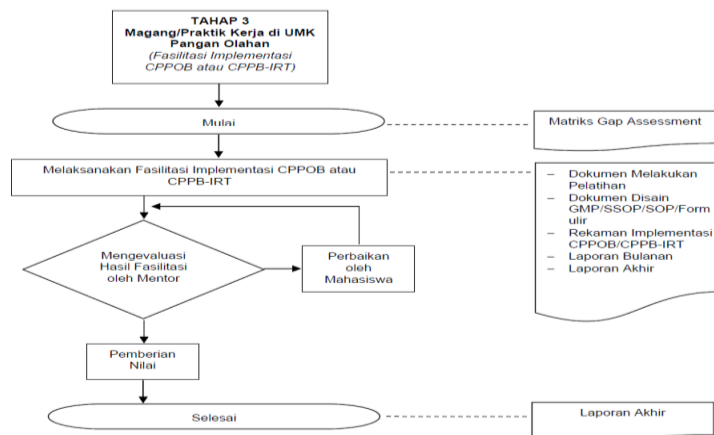 TAHAP 3
Magang/Praktik Kerja di UMK
Pangan Olahan
(Fasilitasi Implementasi
CPPOB atau CPPB-IRT)
Mulai
Matriks Gap Assessment
Melaksanakan Fasilitasi Implementasi CPPOB atau
CPPB-IRT
– Dokumen Melakukan
Pelatihan
– Dokumen Disain
GMP/SSOP/SOP/Form
ulir
– Rekaman Implementasi
CPPOB/CPPB-IRT
– Laporan Bulanan
– Laporan Akhir
Mengevaluasi
Hasil Fasilitasi
oleh Mentor
Perbaikan
oleh
Mahasiswa
Pemberian
Nilai
Selesai
Laporan Akhir